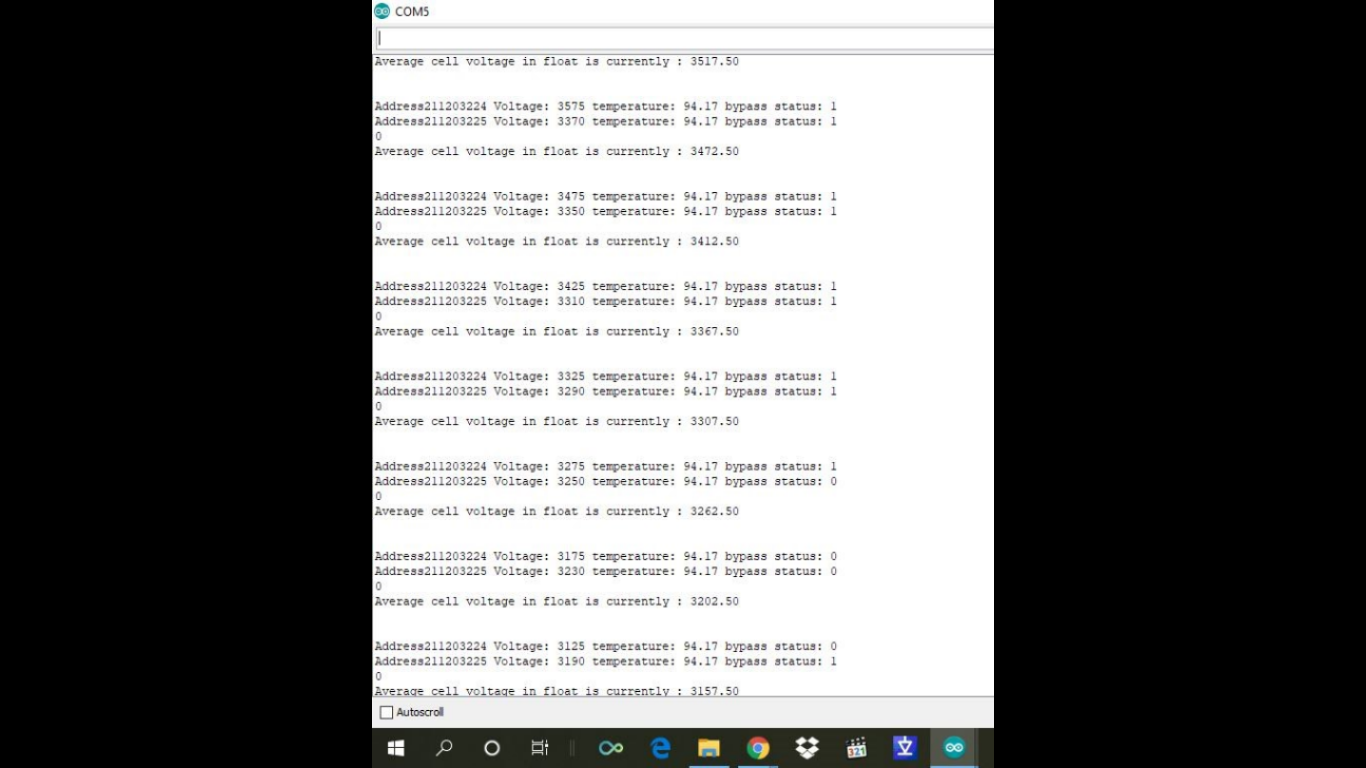 COM5
Average cell voltage in float is currently : 3517.50
Address211203224 Voltage: 3575 temperature: 94.17 bypass status: 1
Address211203225 Voltage: 3370 temperature: 94.17 bypass status: 1
0
Average cell voltage in float is currently : 3472.50
Address211203224 Voltage: 3475 temperature: 94.17 bypass status: 1
Address211203225 Voltage: 3350 temperature: 94.17 bypass status: 1
0
Average cell voltage in float is currently : 3412.50
Address211203224 Voltage: 3425 temperature: 94.17 bypass status: 1
Address211203225 Voltage: 3310 temperature: 94.17 bypass status: 1
0
Average cell voltage in float is currently : 3367.50
Address211203224 Voltage: 3325 temperature: 94.17 bypass status: 1
Address211203225 Voltage: 3290 temperature: 94.17 bypass status: 1
0
Average cell voltage in float is currently : 3307.50
Address211203224 Voltage: 3275 temperature: 94.17 bypass status: 1
Address211203225 Voltage: 3250 temperature: 94.17 bypass status: 0
0
Average cell voltage in float is currently : 3262.50
Address211203224 Voltage: 3175 temperature: 94.17 bypass status: 0
Address211203225 Voltage: 3230 temperature: 94.17 bypass status: 0
0
Average cell voltage in float is currently : 3202.50
Address211203224 Voltage: 3125 temperature: 94.17 bypass status: 0
Address211203225 Voltage: 3190 temperature: 94.17 bypass status: 1
0
Average cell voltage in float is currently : 3157.50
Autoscroll
321